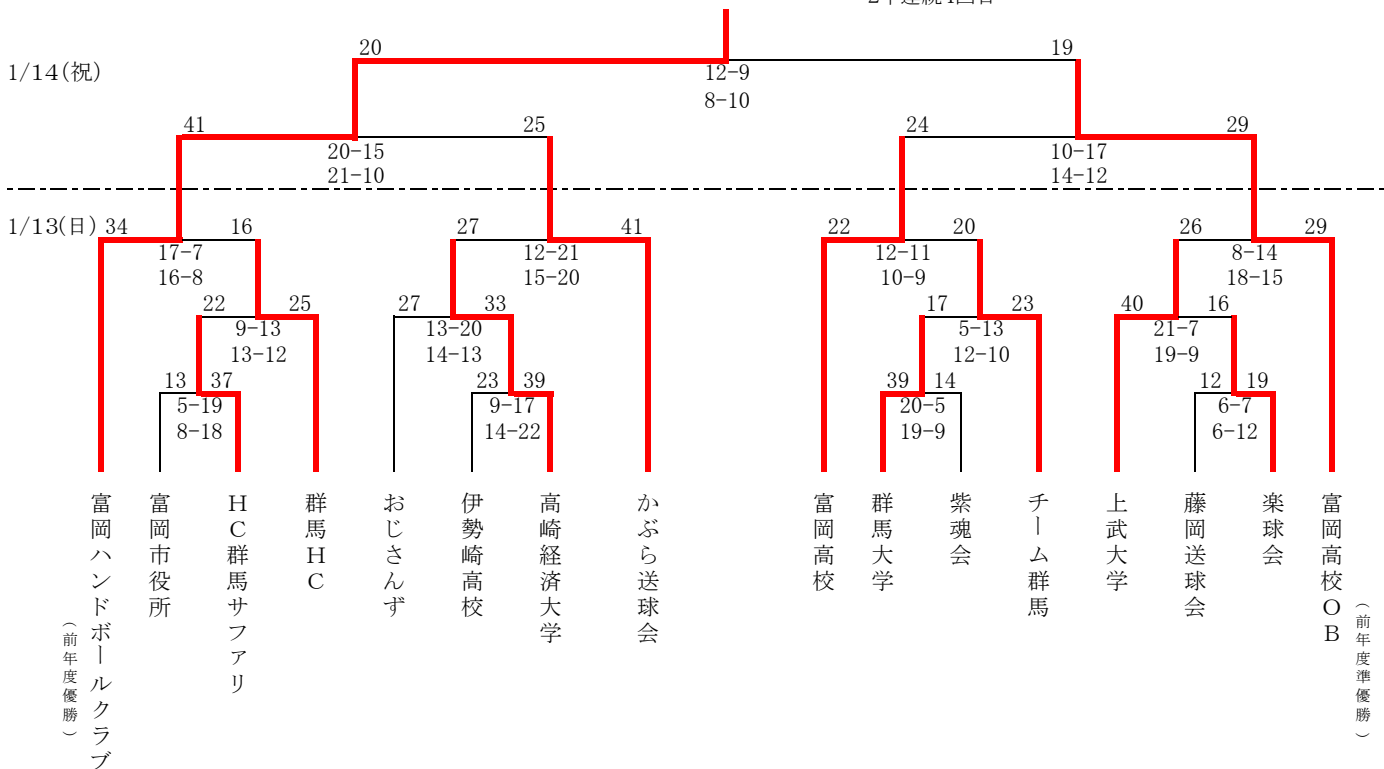 2年連続4回目
20 19
1/14(祝)
12-9
8-10
41 25 24 29
20-15 10-17
21-10 14-12
1/13(日) 34 16 27 41 22 20 26 29
17-7 12-21 12-11 8-14
16-8 15-20 10-9 18-15
22 25 27 33 17 23 40 16
9-13 13-20 5-13 21-7
13-12 14-13 12-10 19-9
13 37 23 39 39 14 12 19
5-19 9-17 20-5 6-7
8-18 14-22 19-9 6-12
富岡ハンドボールクラブ
(前年度優勝)
富岡市役所
HC群馬サファリ
群馬HC
おじさんず
伊勢崎高校
高崎経済大学
かぶら送球会
富岡高校
群馬大学
紫魂会
チーム群馬
上武大学
藤岡送球会
楽球会
富岡高校OB
(前年度準優勝)